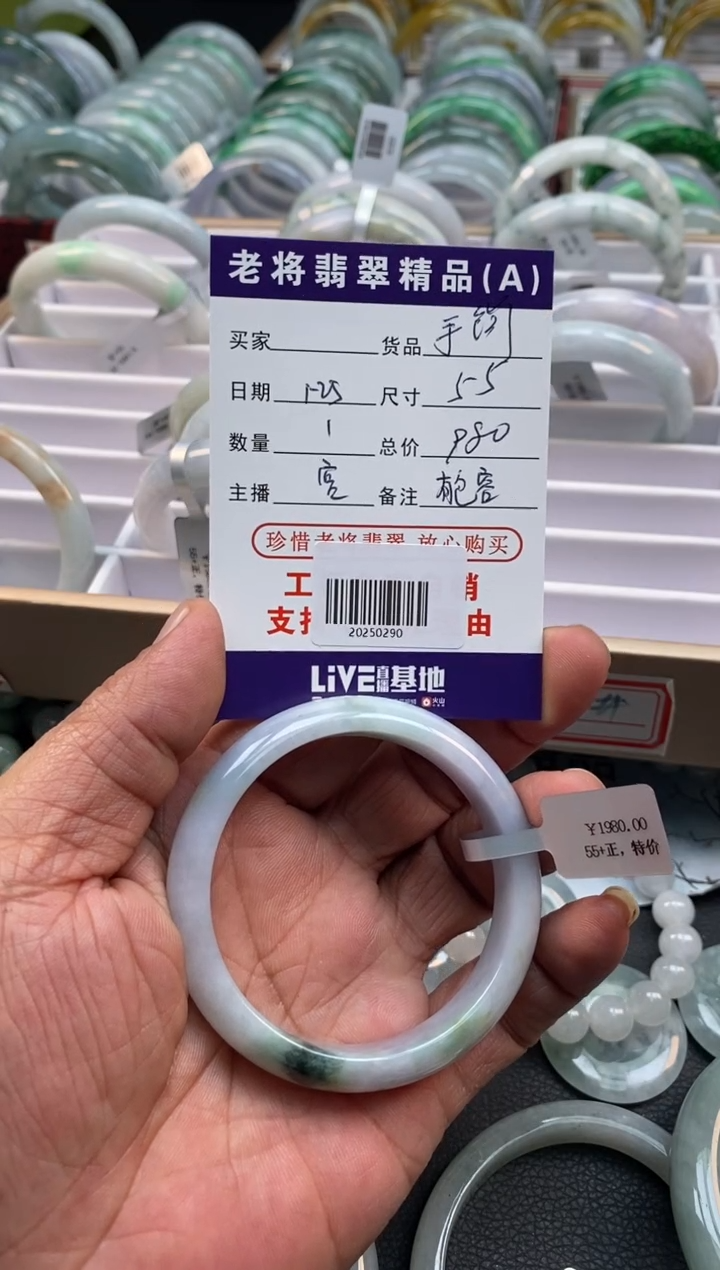 老将翡翠精品(A)
买家 货品 手镯
日期 1-25 尺寸 55
数量 1 总价 980
主播 备注
珍惜老将翡翠 放心购买
工 销
支持 由
20250290
LiVE直播基地
火山
¥1980.00
55+正，特价